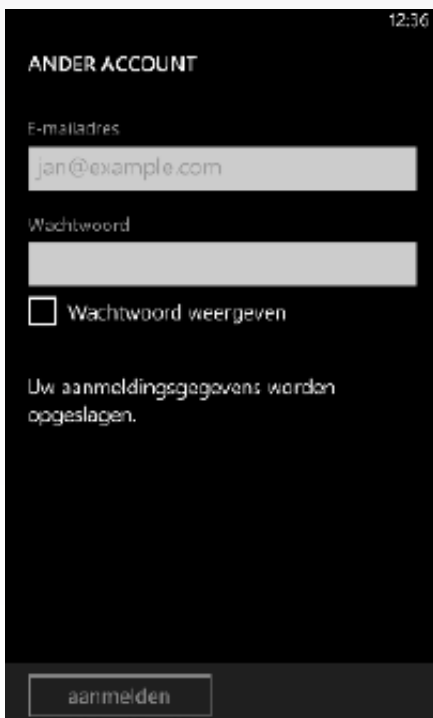 12:36
ANDER ACCOUNT
E-mailadres
jan@example.com
Wachtwoord
Wachtwoord weergeven
Uw aanmeldingsgegevens worden
opgeslagen.
aanmelden